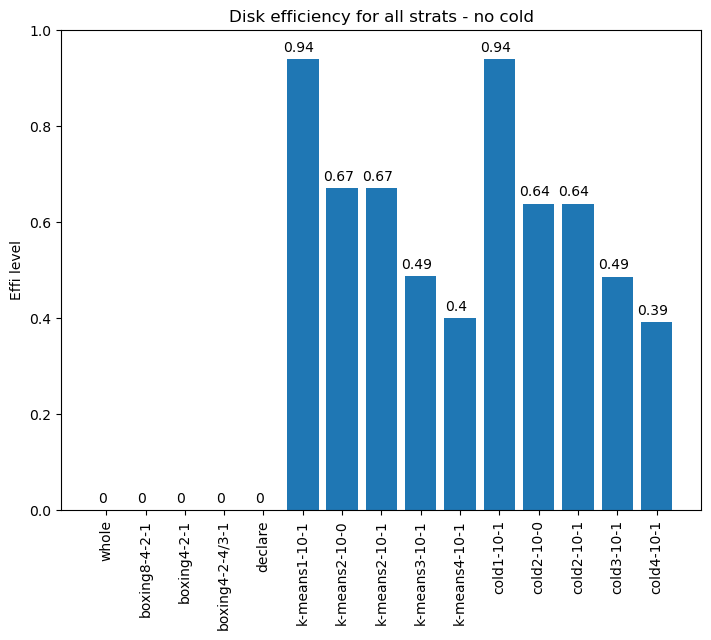 Disk efficiency for all strats - no cold
Effi level
1.0
0.8
0.6
0.4
0.2
0.0
0
0
0
0
0
0.94
0.67
0.67
0.49
0.4
0.94
0.64
0.64
0.49
0.39
whole
boxing8-4-2-1
boxing4-2-1
boxing4-2-4/3-1
declare
k-means1-10-1
k-means2-10-0
k-means2-10-1
k-means3-10-1
k-means4-10-1
cold1-10-1
cold2-10-0
cold2-10-1
cold3-10-1
cold4-10-1